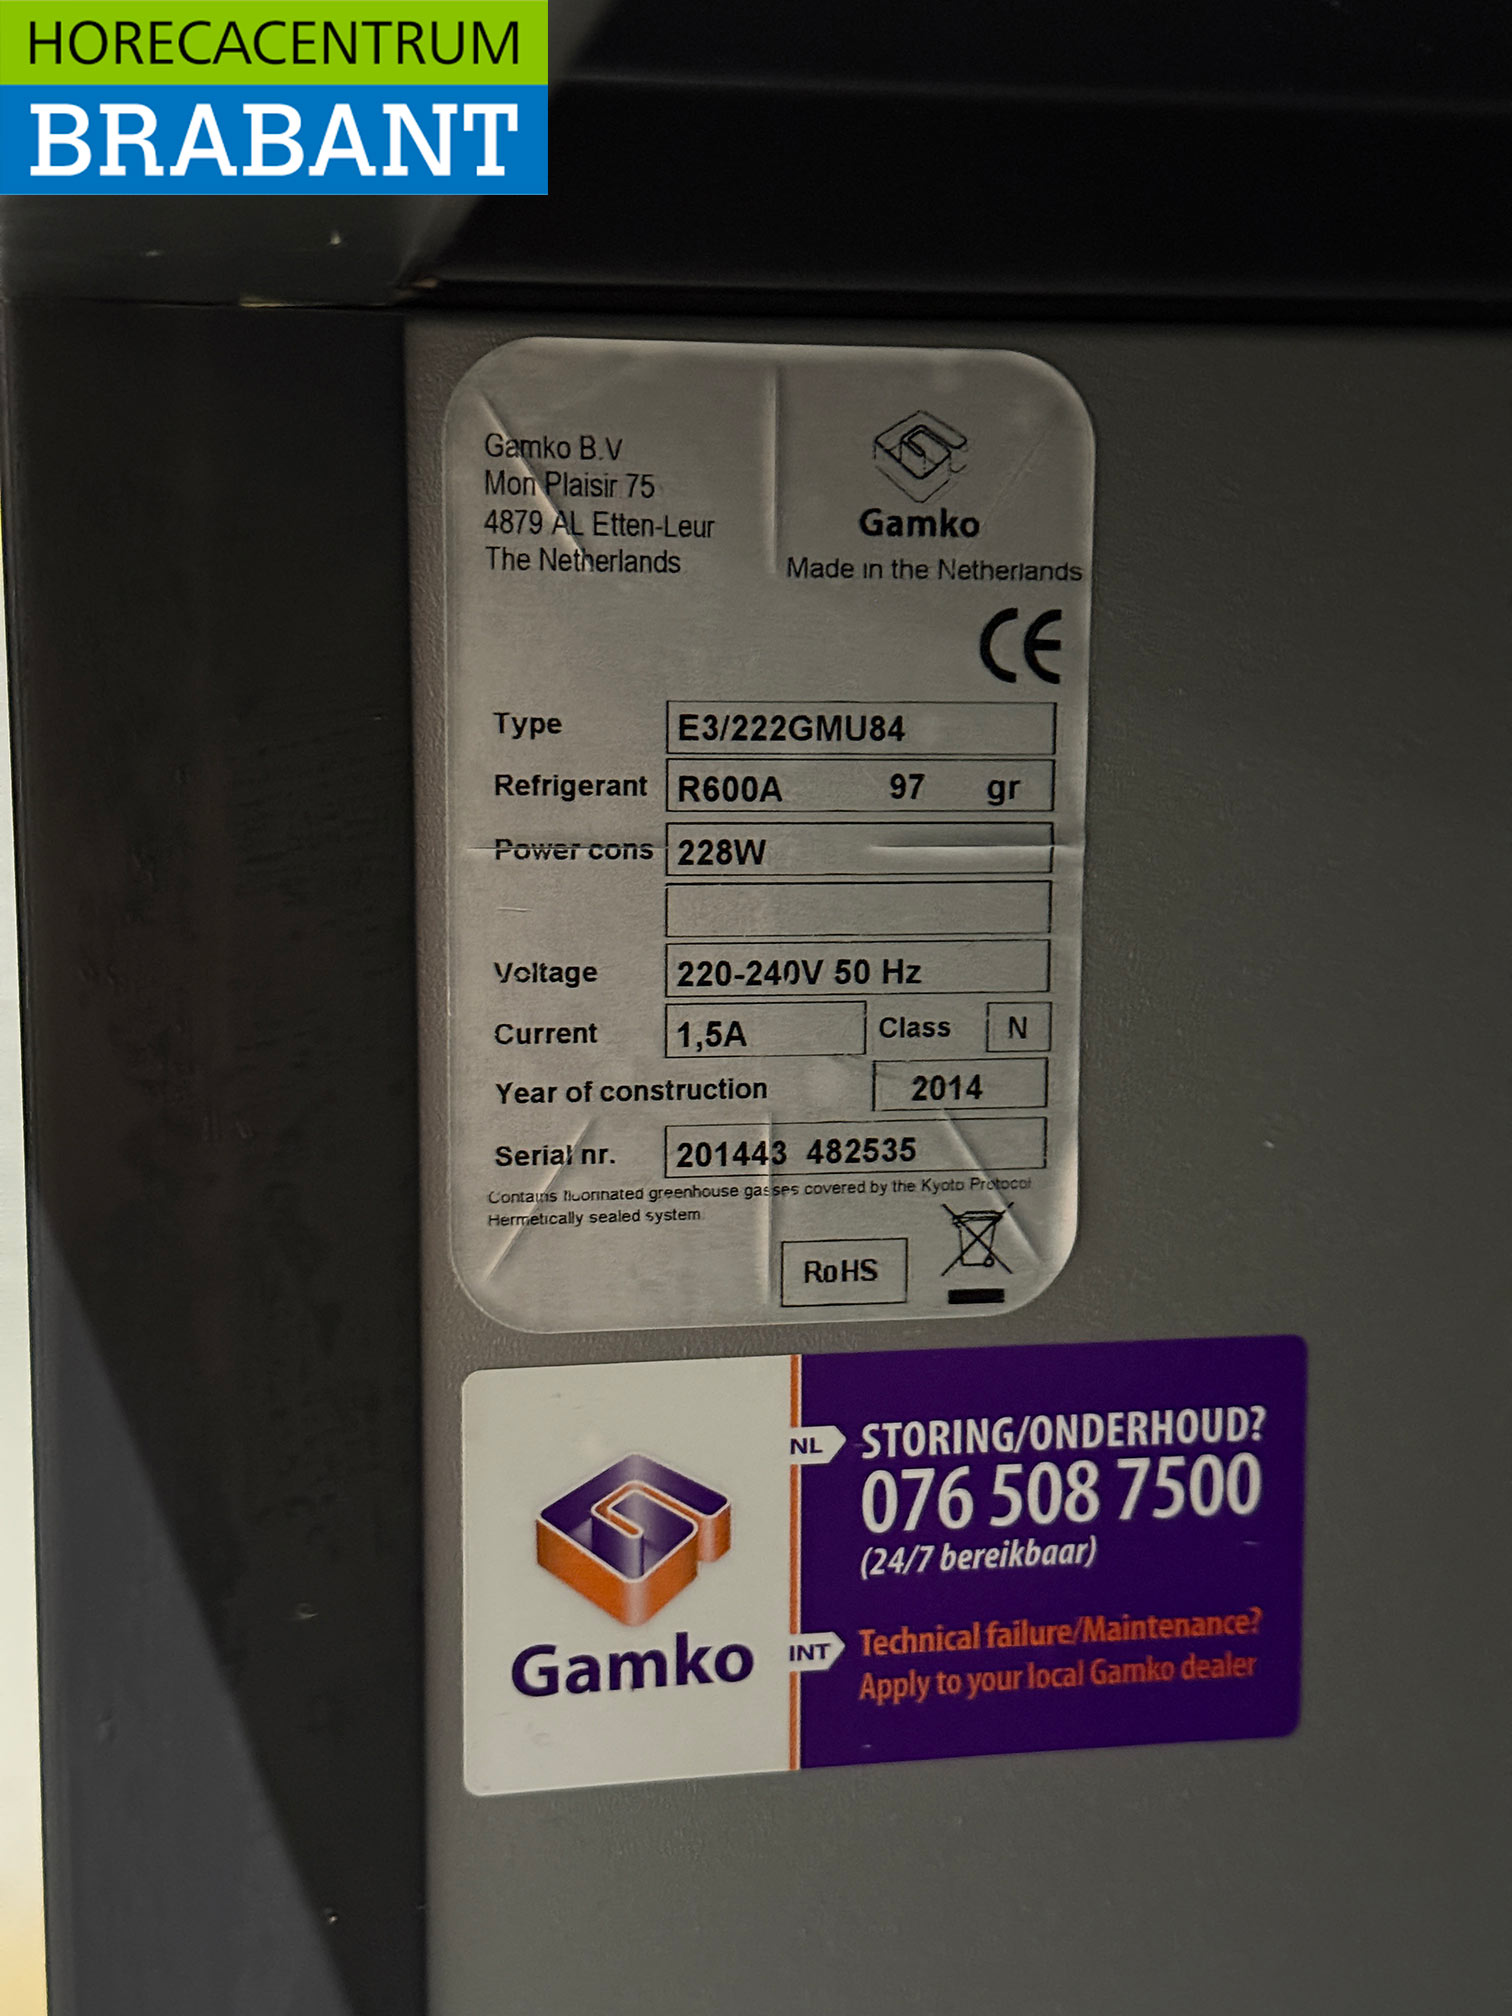 HORECACENTRUM
BRABANT
Gamko B.V
Mon Plaisir 75
4879 AL Etten-Leur
The Netherlands
Gamko
Made in the Netherlands
CE
Type E3/222GMU84
Refrigerant R600A 97 gr
Power cons 228W
Voltage 220-240V 50 Hz
Current 1,5A Class N
Year of construction 2014
Serial nr. 201443 482535
Contains fluorinated greenhouse gasses covered by the Kyoto Protocol
Hermetically sealed system
RoHS
Gamko
NL STORING/ONDERHOUD?
076 508 7500
(24/7 bereikbaar)
INT Technical failure/Maintenance?
Apply to your local Gamko dealer